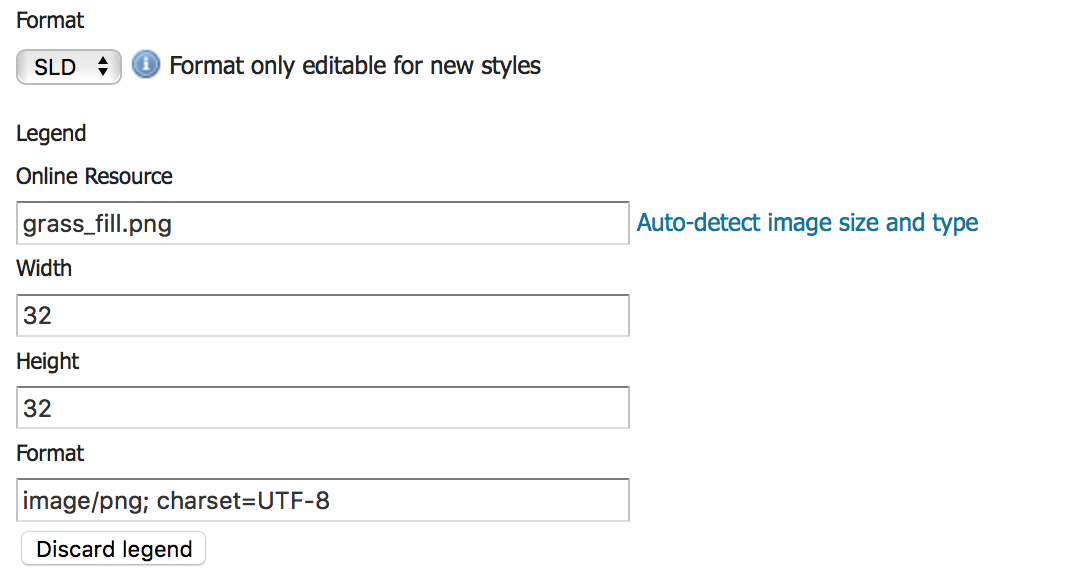 Format
SLD Format only editable for new styles
Legend
Online Resource
grass_fill.png Auto-detect image size and type
Width
32
Height
32
Format
image/png; charset=UTF-8
Discard legend